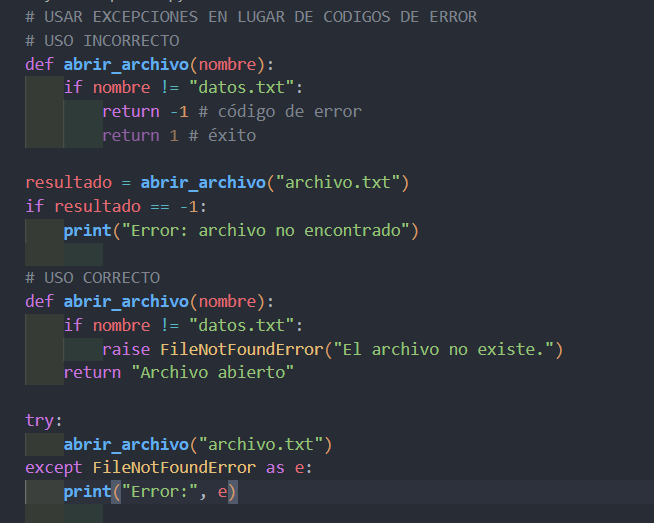 # USAR EXCEPCIONES EN LUGAR DE CODIGOS DE ERROR
# USO INCORRECTO
def abrir_archivo(nombre):
    if nombre != "datos.txt":
        return -1 # código de error
        return 1 # éxito

resultado = abrir_archivo("archivo.txt")
if resultado == -1:
    print("Error: archivo no encontrado")

# USO CORRECTO
def abrir_archivo(nombre):
    if nombre != "datos.txt":
        raise FileNotFoundError("El archivo no existe.")
    return "Archivo abierto"

try:
    abrir_archivo("archivo.txt")
except FileNotFoundError as e:
    print("Error:", e)